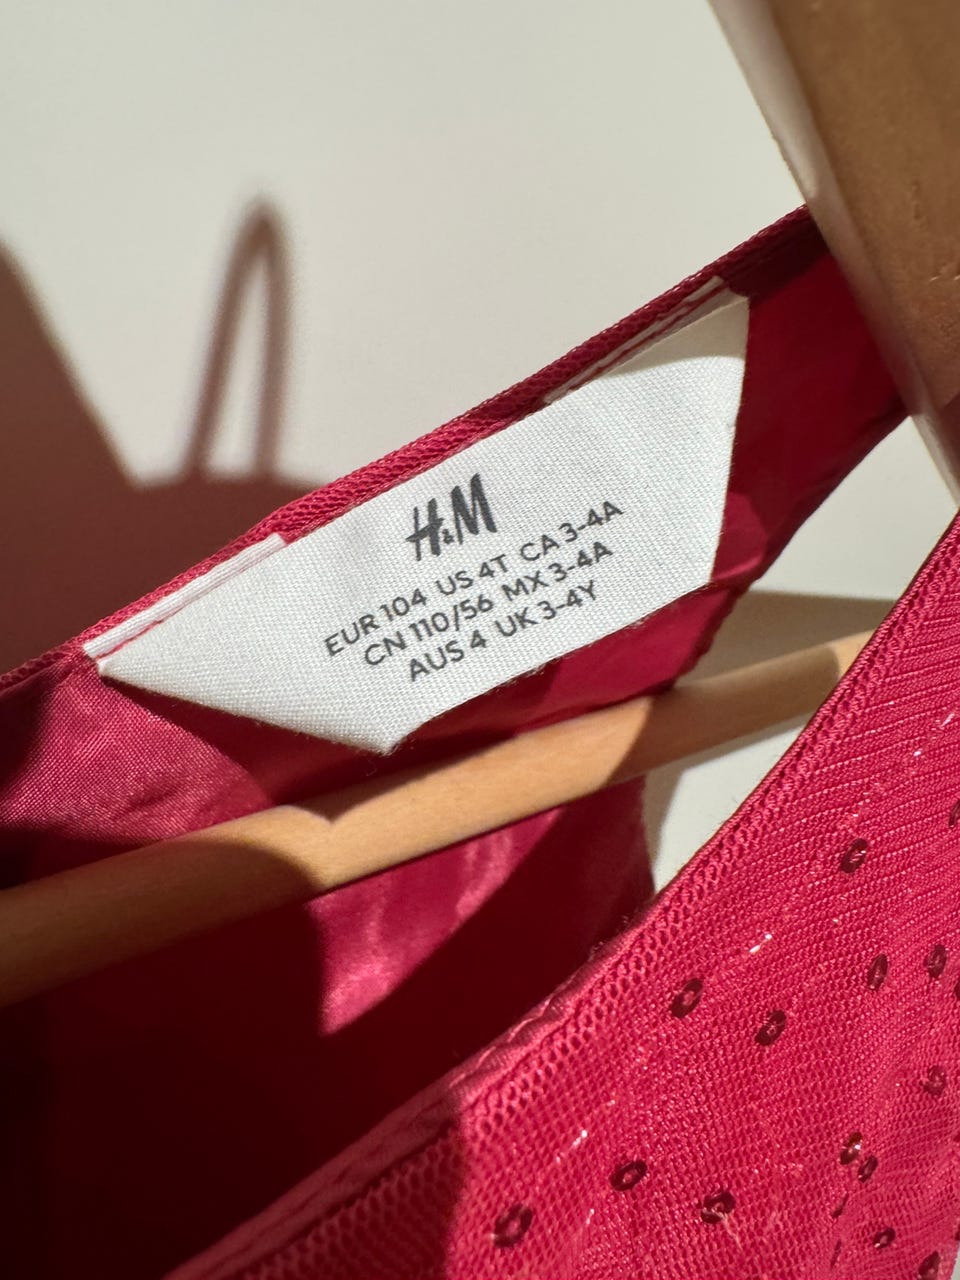 H&M
EUR 104 US 4T CA 3-4A
CN 110/56 MX 3-4A
AUS 4 UK 3-4Y